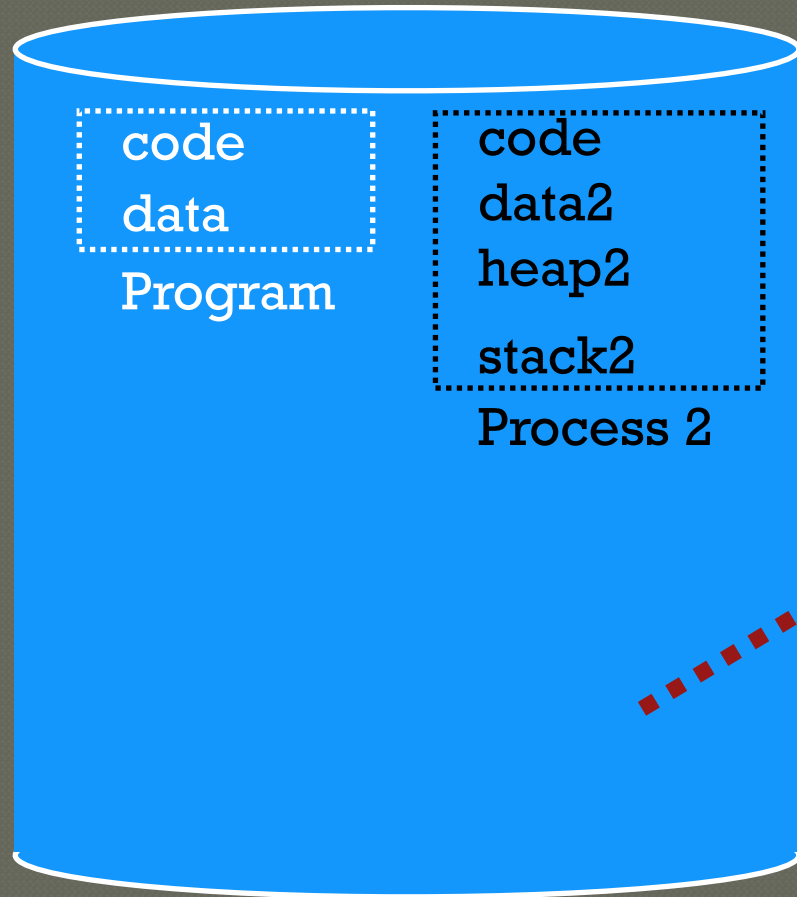 code
data
Program
code
data2
heap2
stack2
Process 2